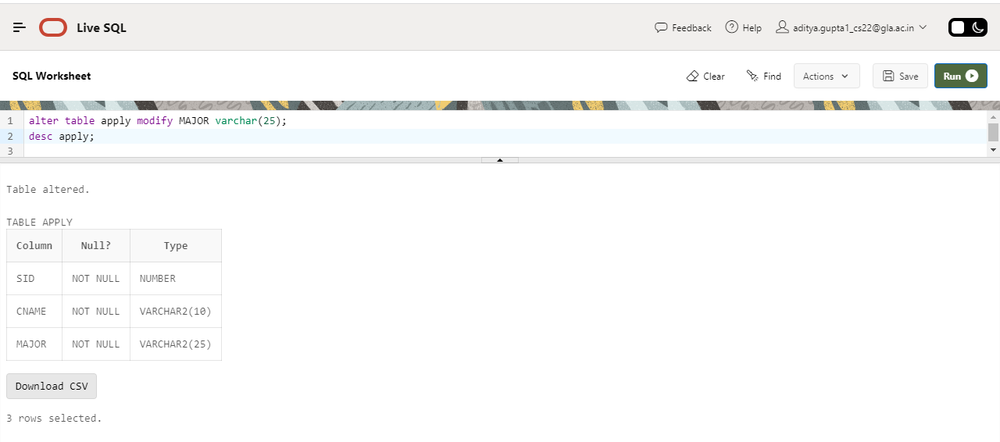 Live SQL Feedback Help aditya.gupta1_cs22@gla.ac.in
SQL Worksheet Clear Find Actions Save Run
1 alter table apply modify MAJOR varchar(25);
2 desc apply;
3
Table altered.
TABLE APPLY
Column Null? Type
SID NOT NULL NUMBER
CNAME NOT NULL VARCHAR2(10)
MAJOR NOT NULL VARCHAR2(25)
Download CSV
3 rows selected.